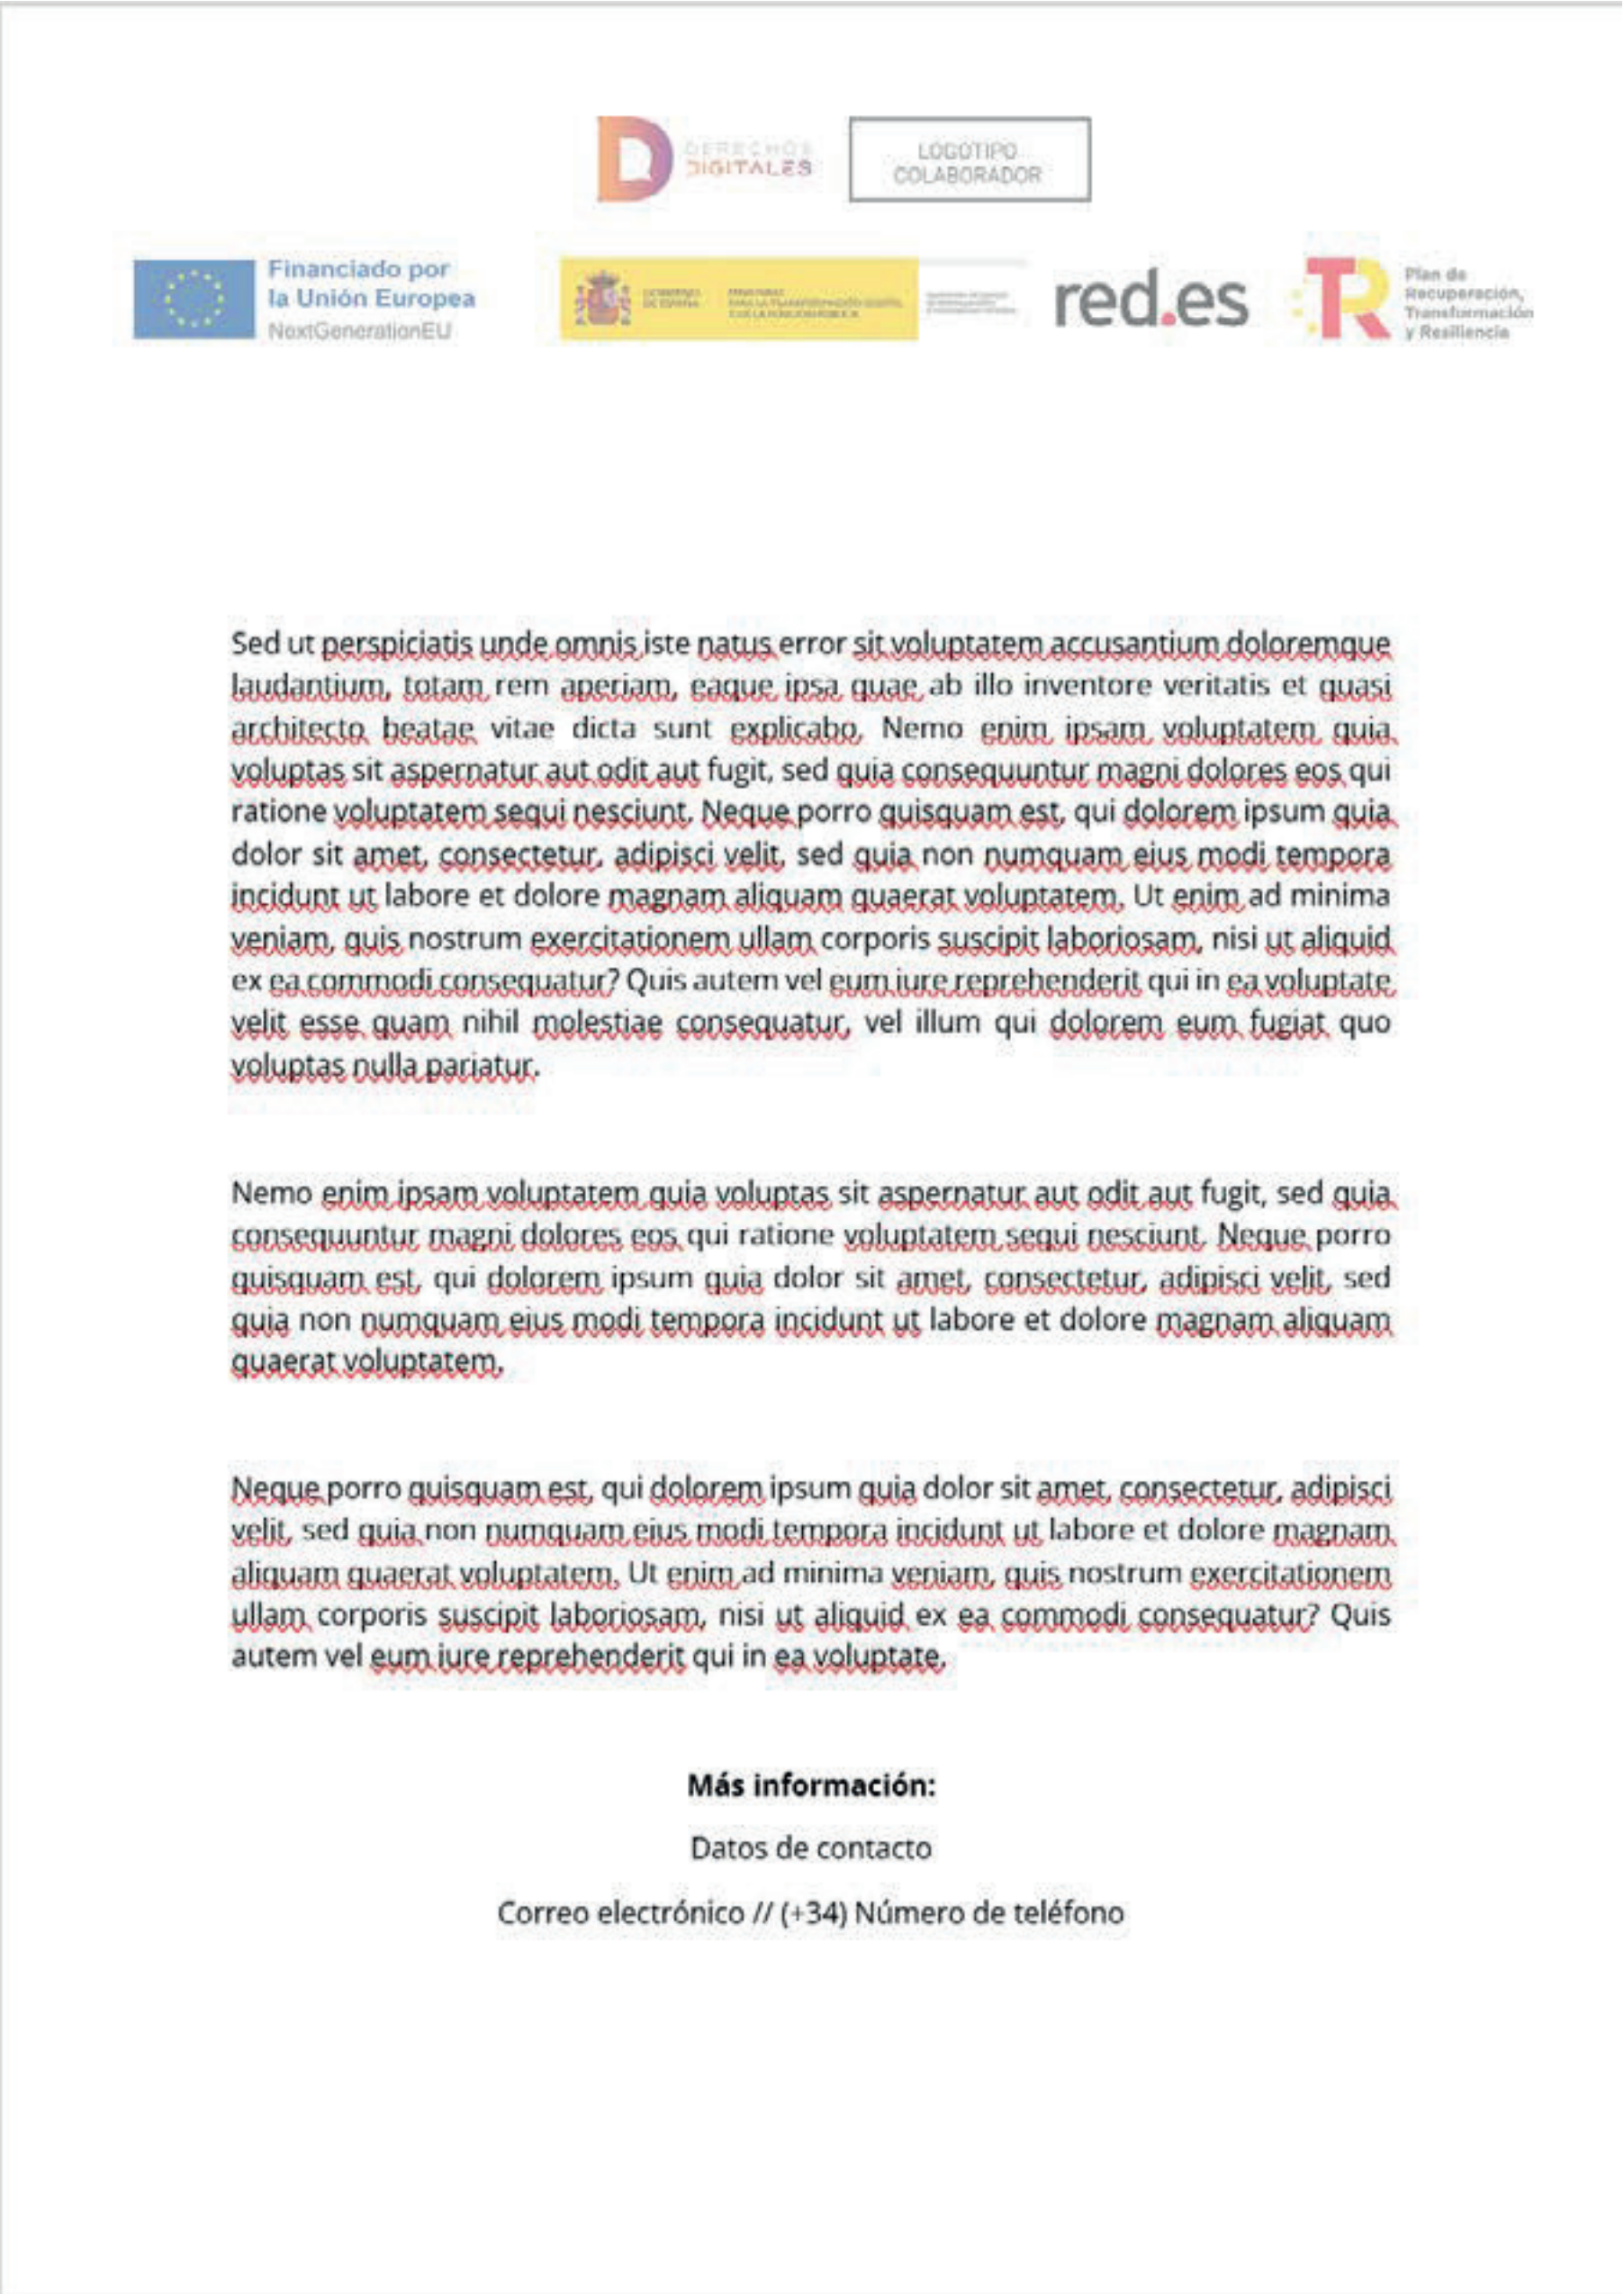 DERECHOS
DIGITALES
LOGOTIPO
COLABORADOR
Financiado por
la Unión Europea
NextGenerationEU
GOBIERNO
DE ESPAÑA
MINISTERIO
PARA LA TRANSFORMACIÓN DIGITAL
Y DE LA FUNCIÓN PÚBLICA
red.es
Plan de
Recuperación,
Transformación
y Resiliencia
Sed ut perspiciatis unde omnis iste natus error sit voluptatem accusantium doloremque
laudantium, totam rem aperiam, eaque ipsa quae ab illo inventore veritatis et quasi
architecto beatae vitae dicta sunt explicabo. Nemo enim ipsam voluptatem quia
voluptas sit aspernatur aut odit aut fugit, sed quia consequuntur magni dolores eos qui
ratione voluptatem sequi nesciunt. Neque porro quisquam est, qui dolorem ipsum quia
dolor sit amet, consectetur, adipisci velit, sed quia non numquam eius modi tempora
incidunt ut labore et dolore magnam aliquam quaerat voluptatem. Ut enim ad minima
veniam, quis nostrum exercitationem ullam corporis suscipit laboriosam, nisi ut aliquid
ex ea commodi consequatur? Quis autem vel eum iure reprehenderit qui in ea voluptate
velit esse quam nihil molestiae consequatur, vel illum qui dolorem eum fugiat quo
voluptas nulla pariatur.
Nemo enim ipsam voluptatem quia voluptas sit aspernatur aut odit aut fugit, sed quia
consequuntur magni dolores eos qui ratione voluptatem sequi nesciunt. Neque porro
quisquam est, qui dolorem ipsum quia dolor sit amet, consectetur, adipisci velit, sed
quia non numquam eius modi tempora incidunt ut labore et dolore magnam aliquam
quaerat voluptatem.
Neque porro quisquam est, qui dolorem ipsum quia dolor sit amet, consectetur, adipisci
velit, sed quia non numquam eius modi tempora incidunt ut labore et dolore magnam
aliquam quaerat voluptatem. Ut enim ad minima veniam, quis nostrum exercitationem
ullam corporis suscipit laboriosam, nisi ut aliquid ex ea commodi consequatur? Quis
autem vel eum iure reprehenderit qui in ea voluptate.
Más información:
Datos de contacto
Correo electrónico // (+34) Número de teléfono